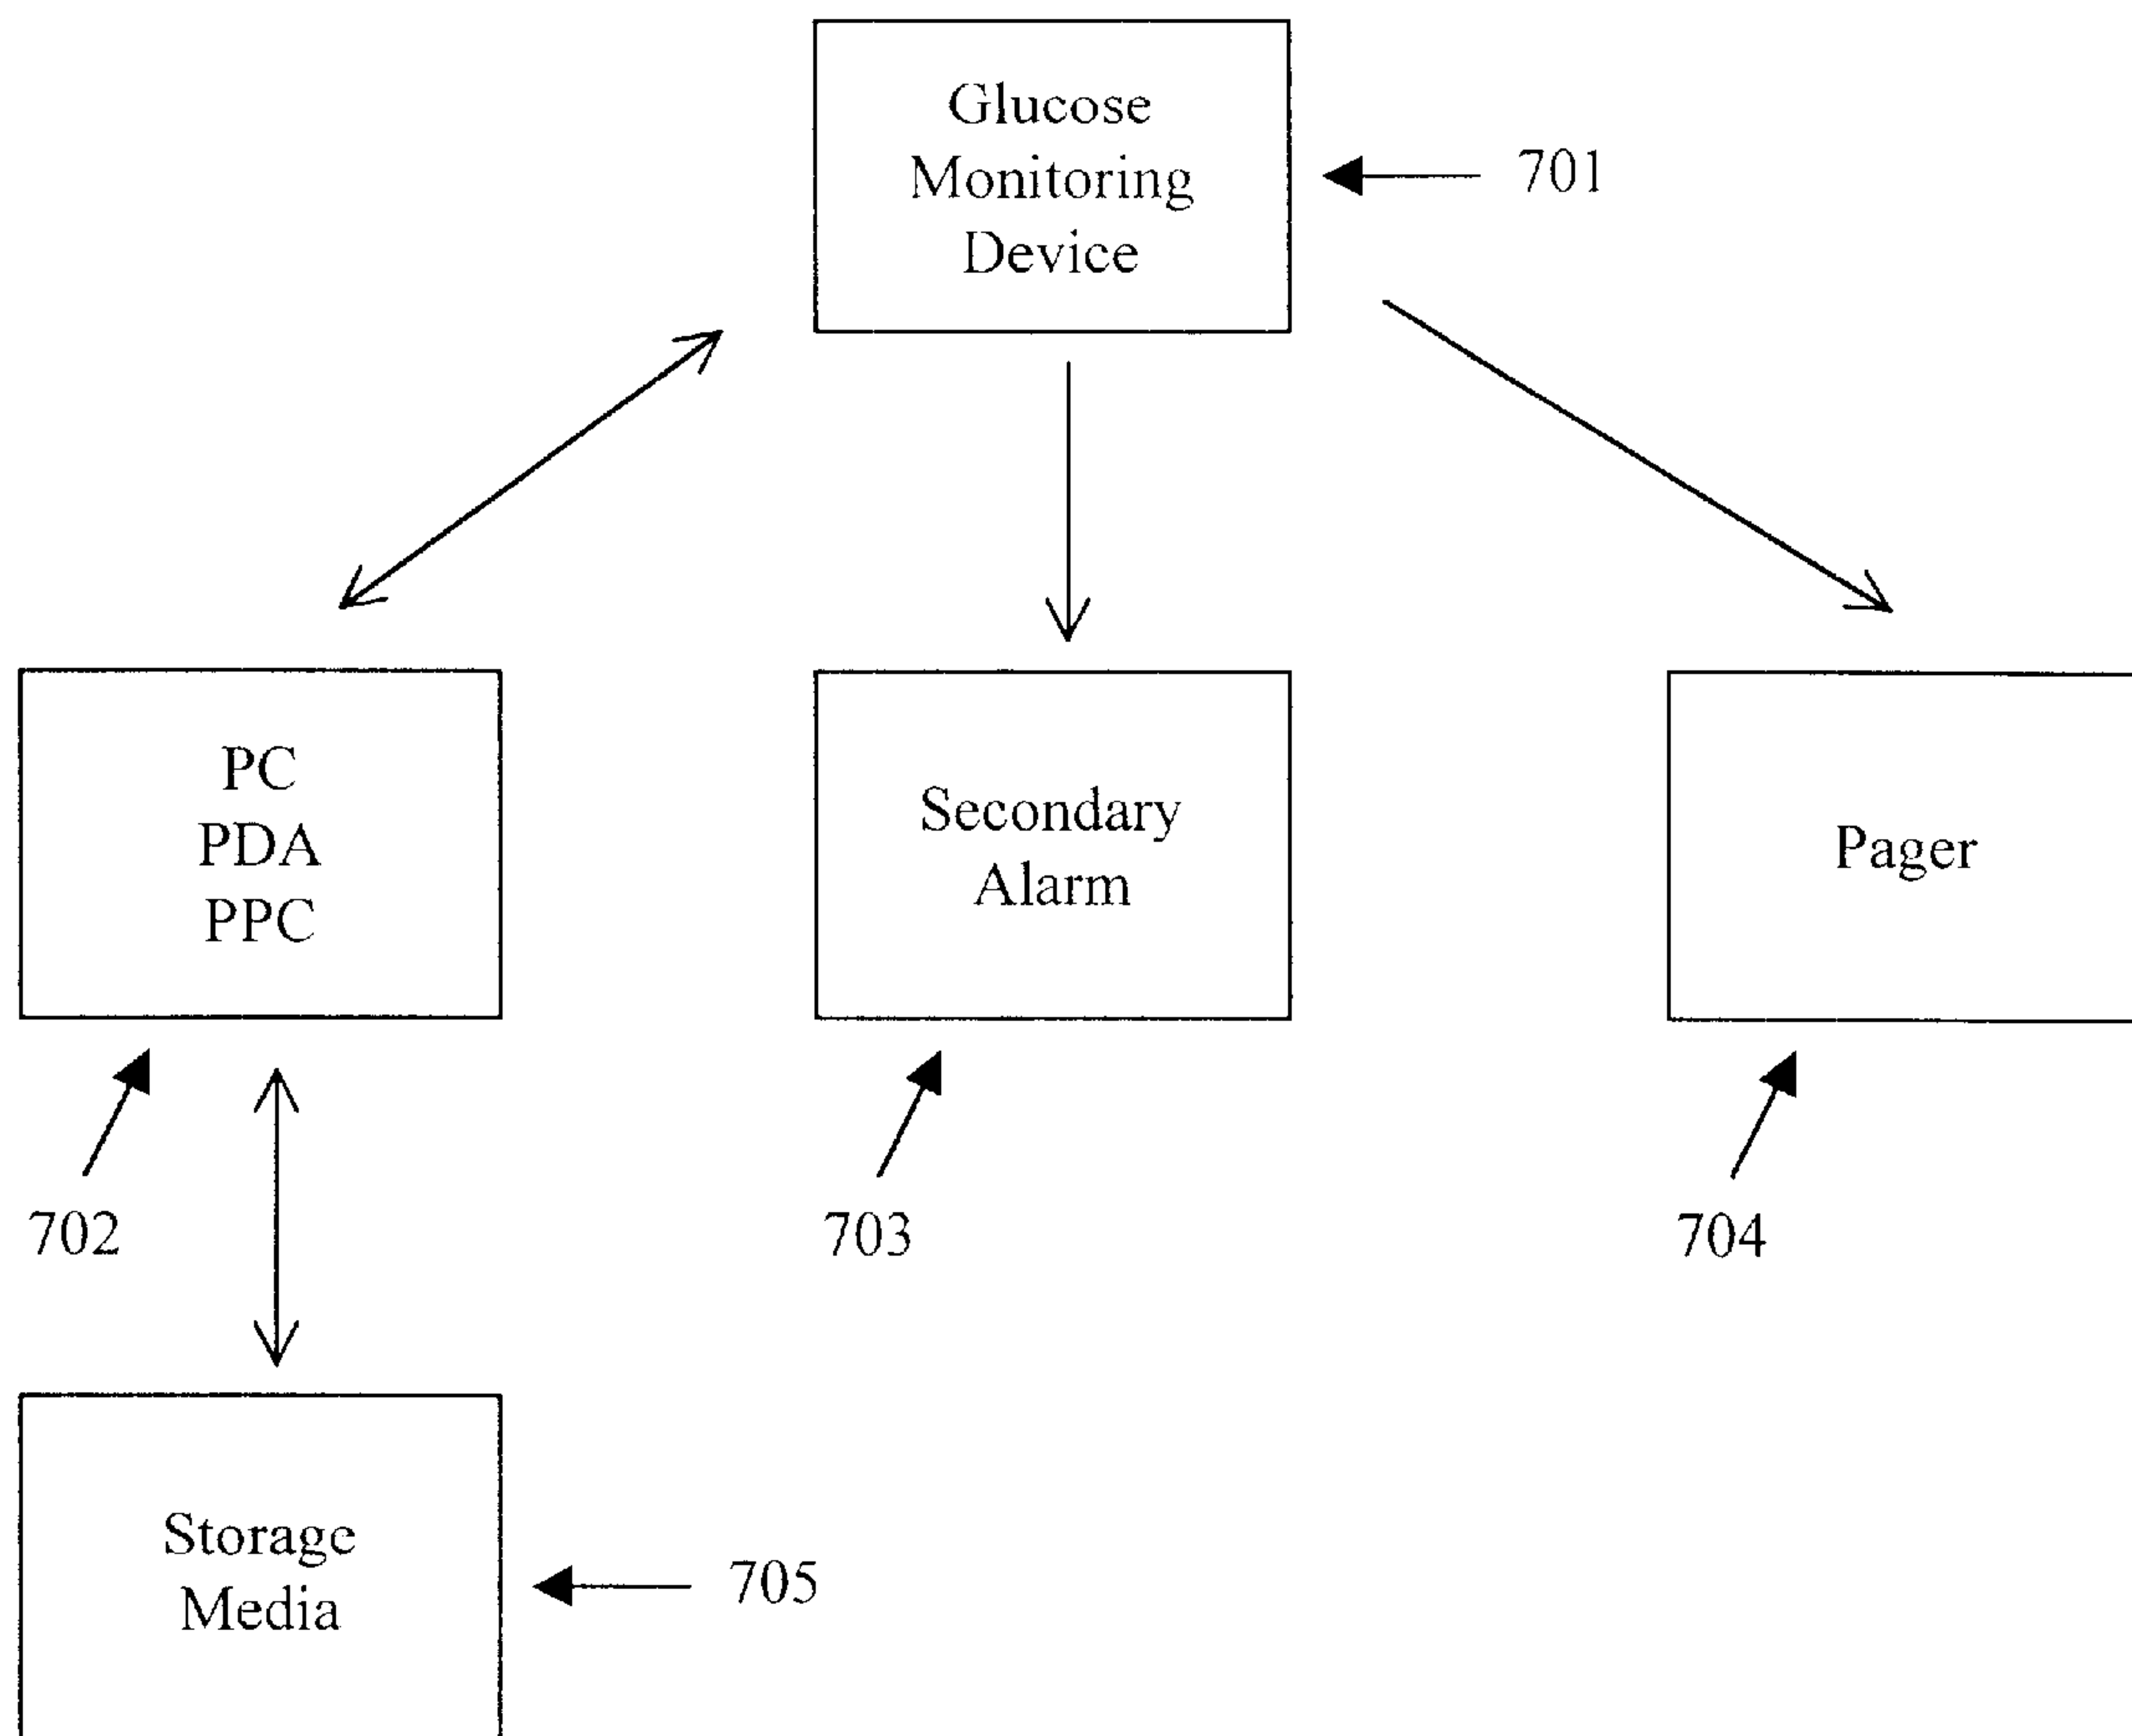 Glucose
Monitoring
Device
701
PC
PDA
PPC
Secondary
Alarm
Pager
702
703
704
Storage
Media
705